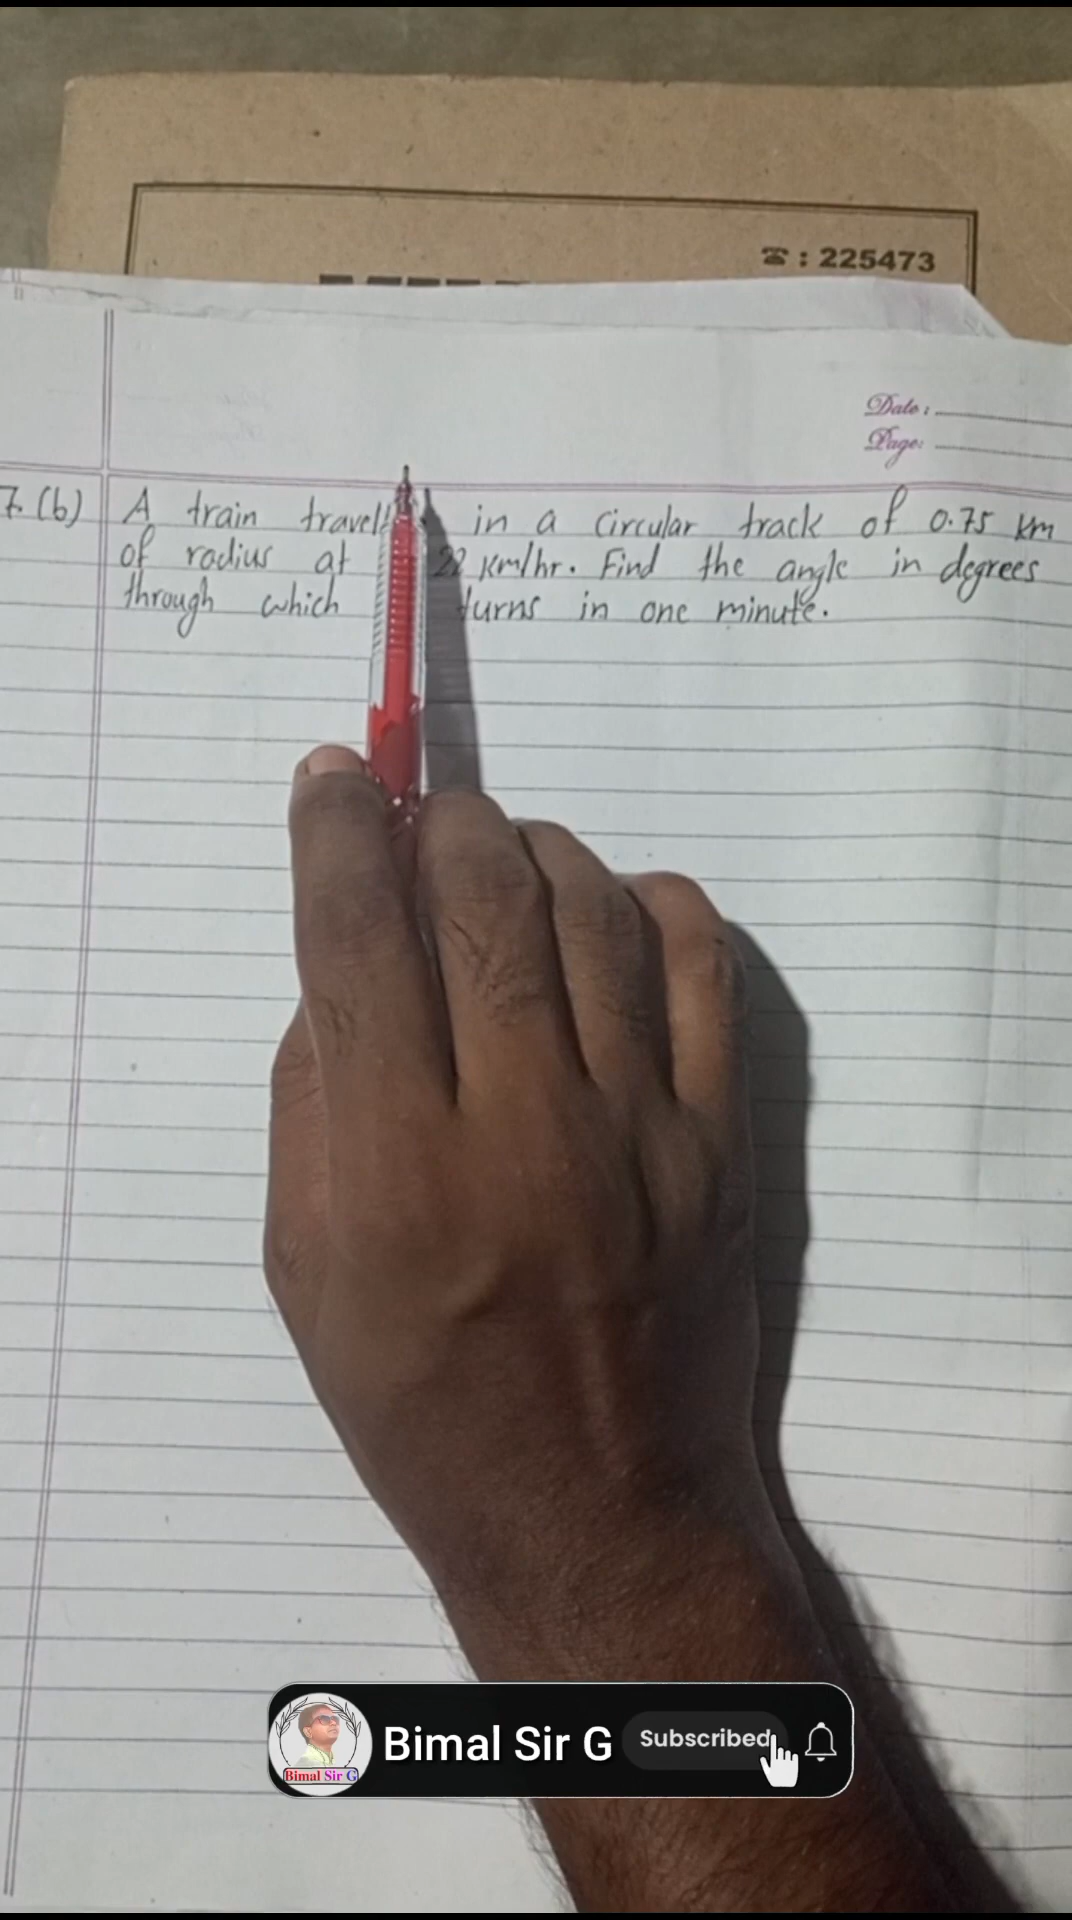 ☎ : 225473
Date:
Page:
7. (b) A train in a circular track of 0.75 km
of radius at 22 km/hr. Find the angle in degrees
through which turns in one minute.
Bimal Sir G Subscribed
Bimal Sir G